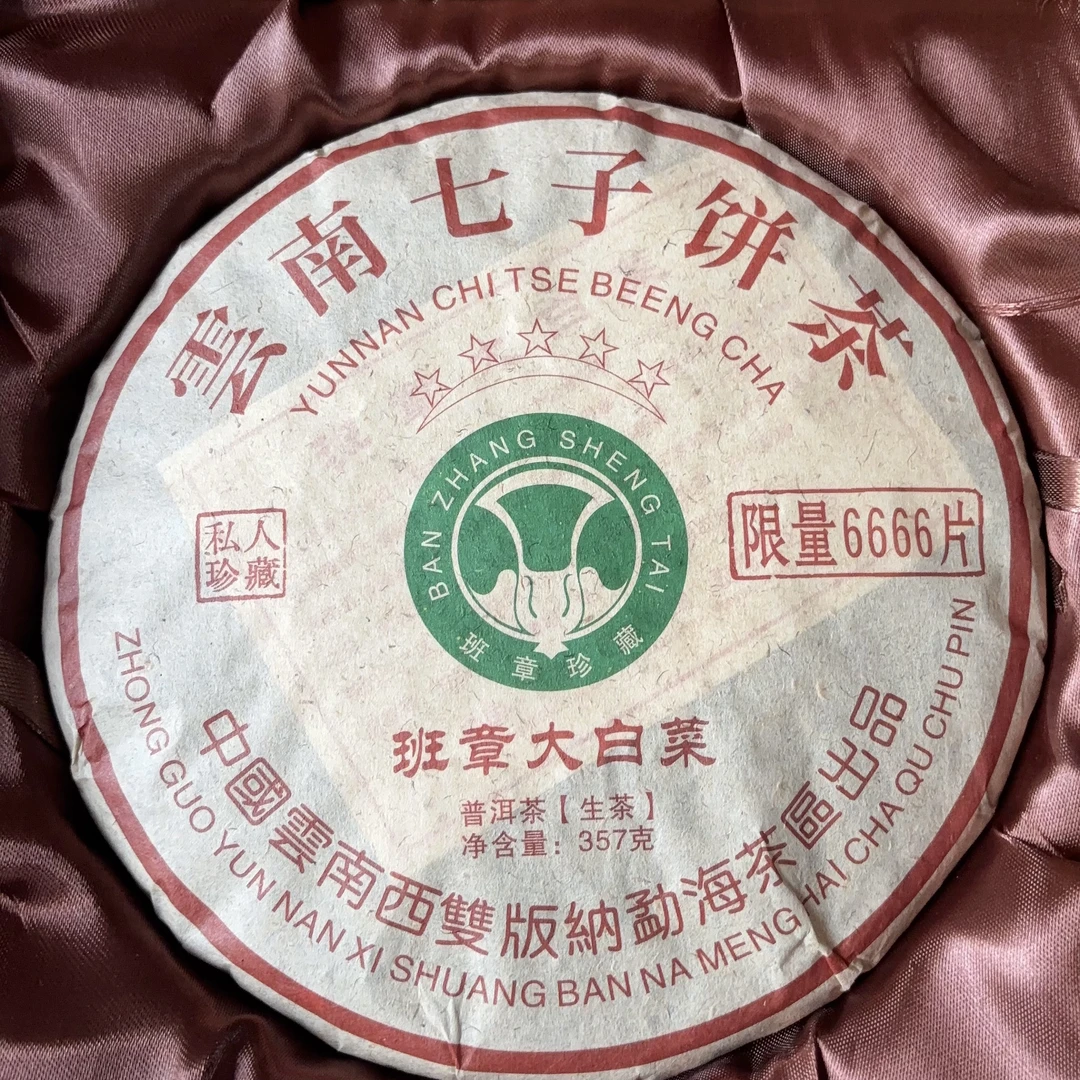 雲南七子饼茶
YUNNAN CHI TSE BEENG CHA
BAN ZHANG SHENG TAI
班章珍藏
私人
珍藏
限量6666片
班章大白菜
普洱茶【生茶】
净含量：357克
中國雲南西雙版納勐海茶區出品
ZHONG GUO YUN NAN XI SHUANG BAN NA MENG HAI CHA QU CHU PIN